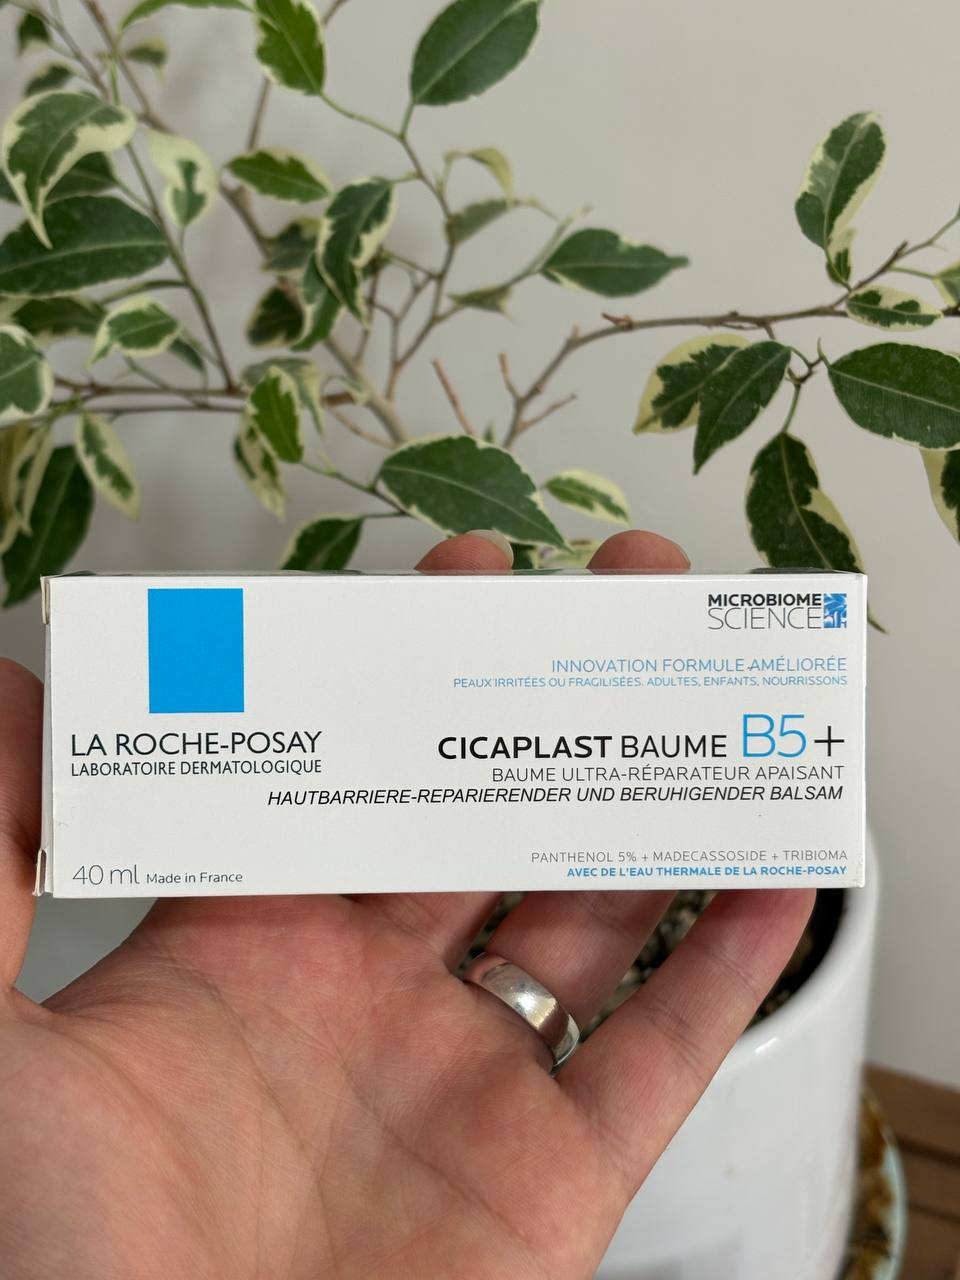 MICROBIOME
SCIENCE
INNOVATION FORMULE AMÉLIORÉE
PEAUX IRRITÉES OU FRAGILISÉES. ADULTES, ENFANTS, NOURRISSONS
LA ROCHE-POSAY
LABORATOIRE DERMATOLOGIQUE
CICAPLAST BAUME B5+
BAUME ULTRA-RÉPARATEUR APAISANT
HAUTBARRIERE-REPARIERENDER UND BERUHIGENDER BALSAM
PANTHENOL 5% + MADECASSOSIDE + TRIBIOMA
AVEC DE L'EAU THERMALE DE LA ROCHE-POSAY
40 ml Made in France